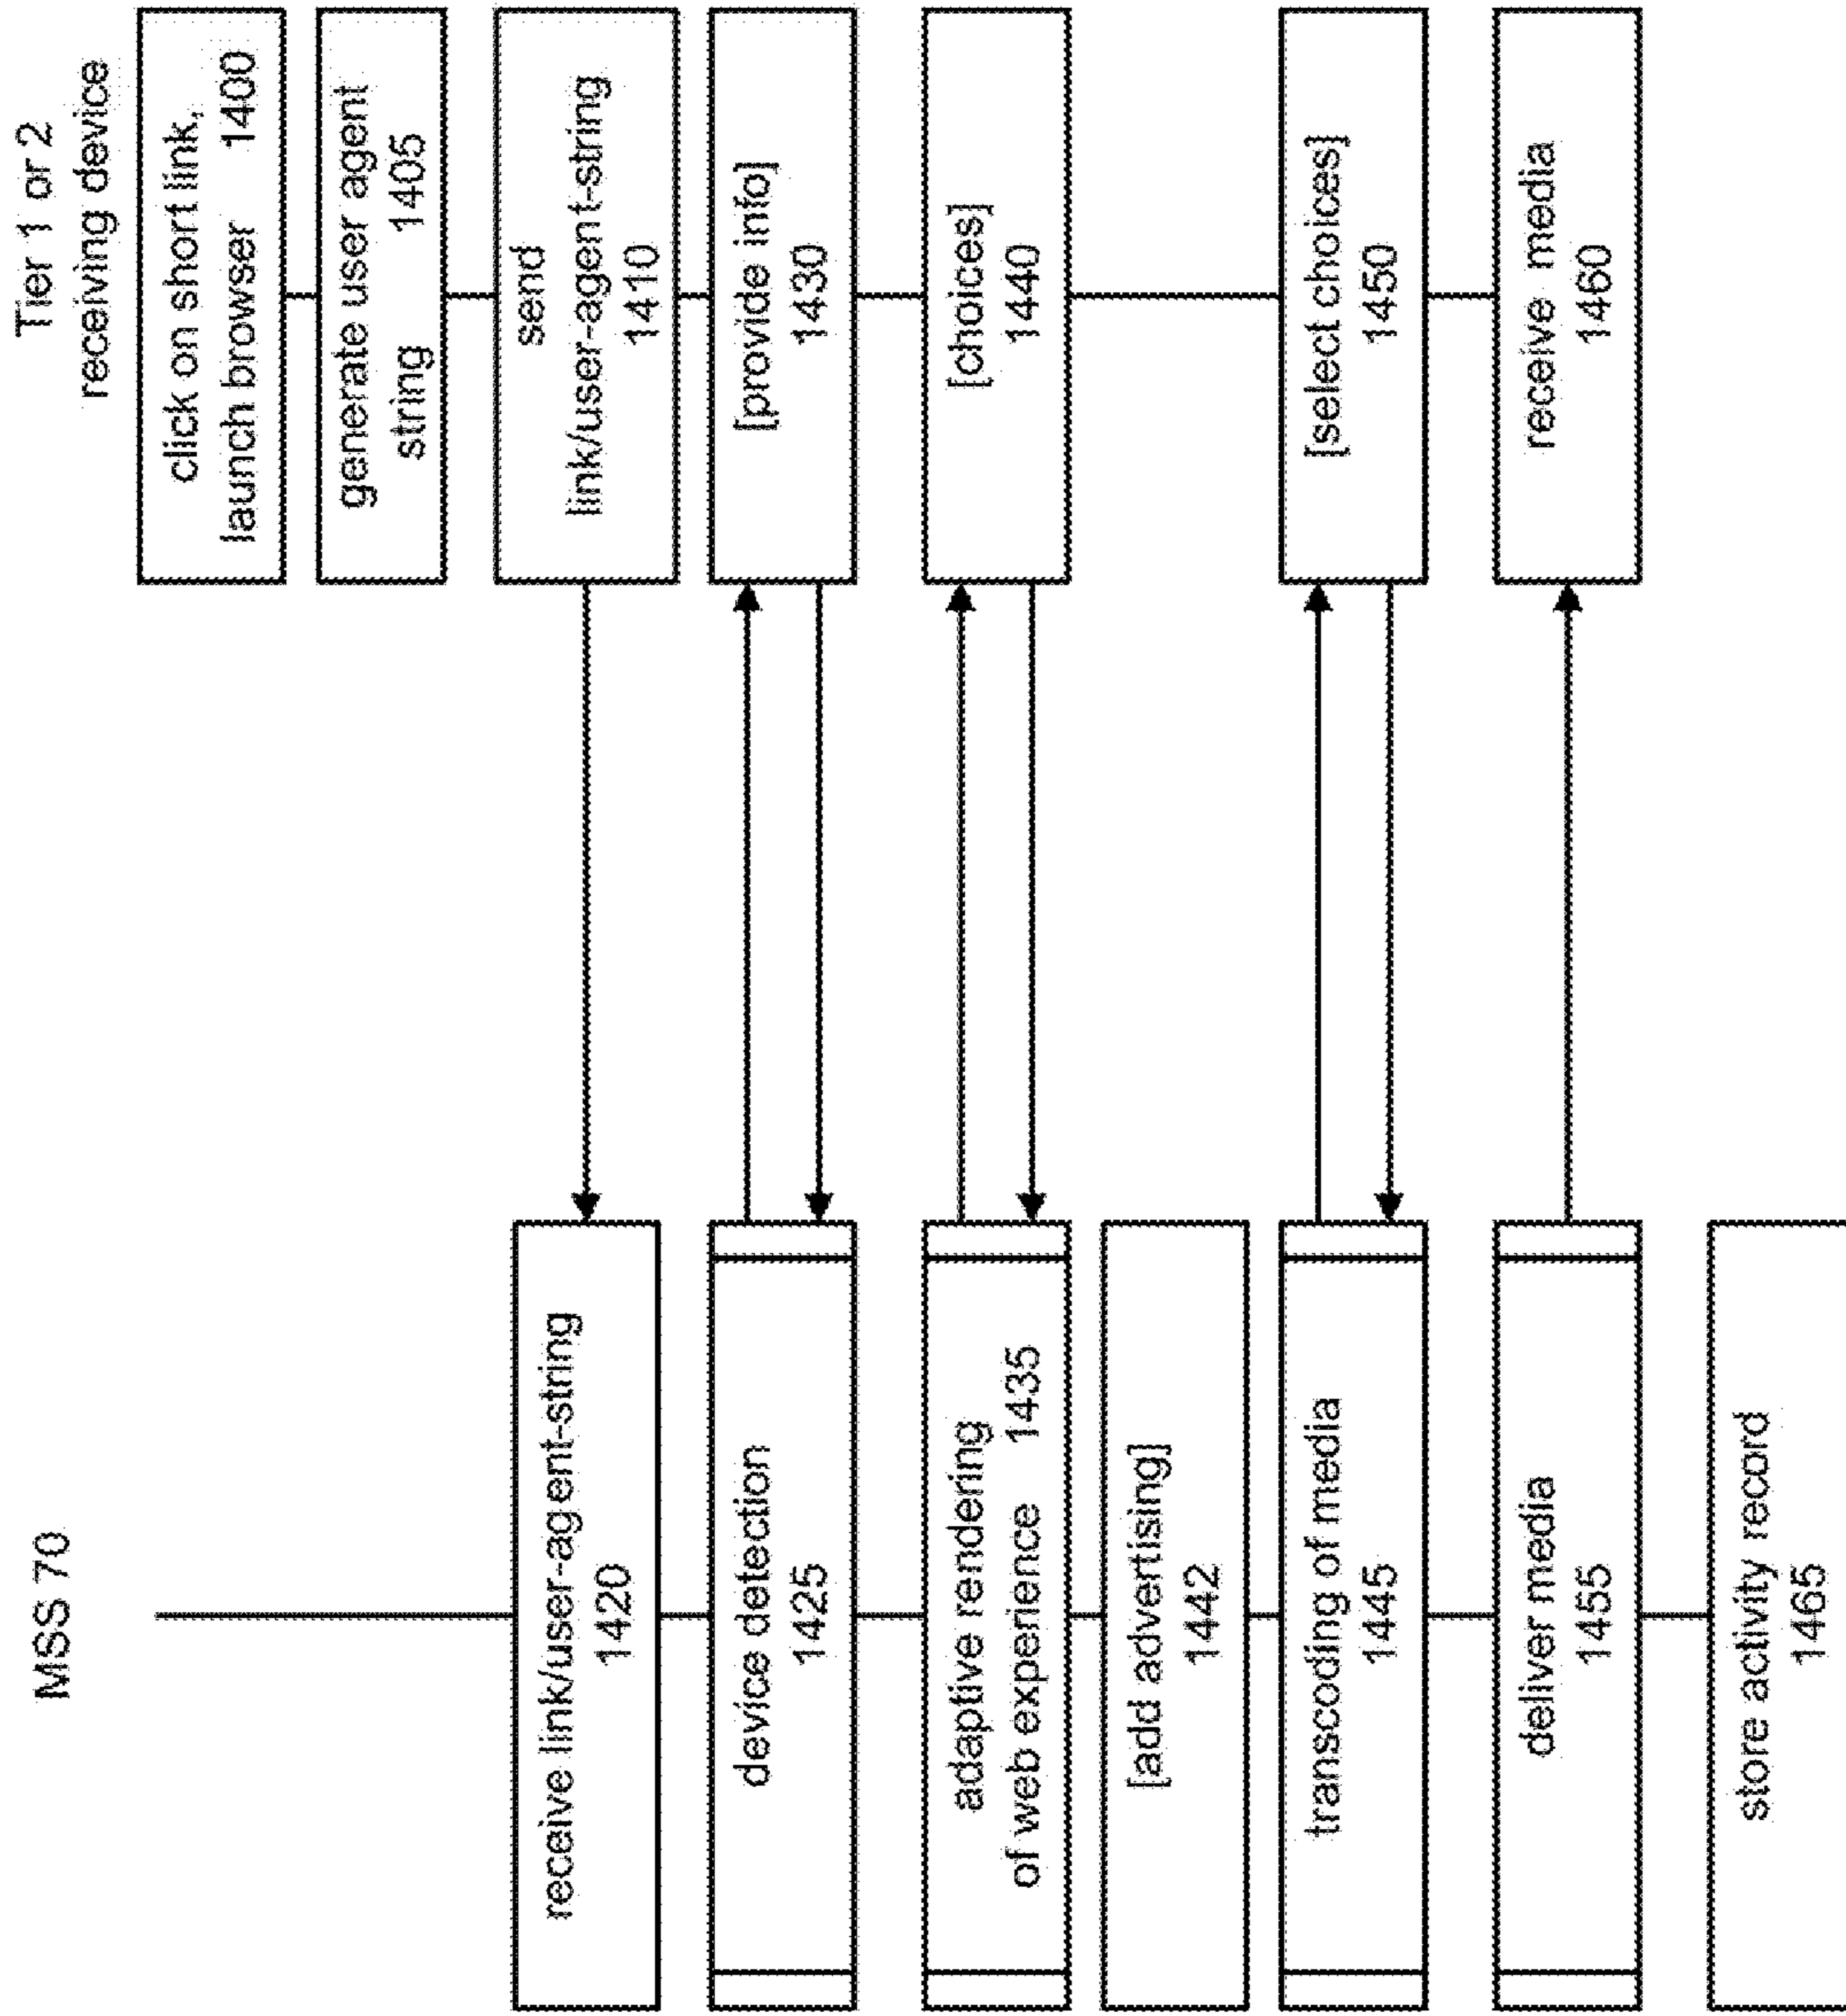 MSS 70
Tier 1 or 2
receiving device
click on short link,
launch browser 1400
generate user agent
string 1405
send
link/user-agent-string
1410
receive link/user-agent-string
1420
device detection
1425
[provide info]
1430
adaptive rendering
of web experience 1435
[choices]
1440
[add advertising]
1442
transcoding of media
1445
[select choices]
1450
deliver media
1455
receive media
1460
store activity record
1465